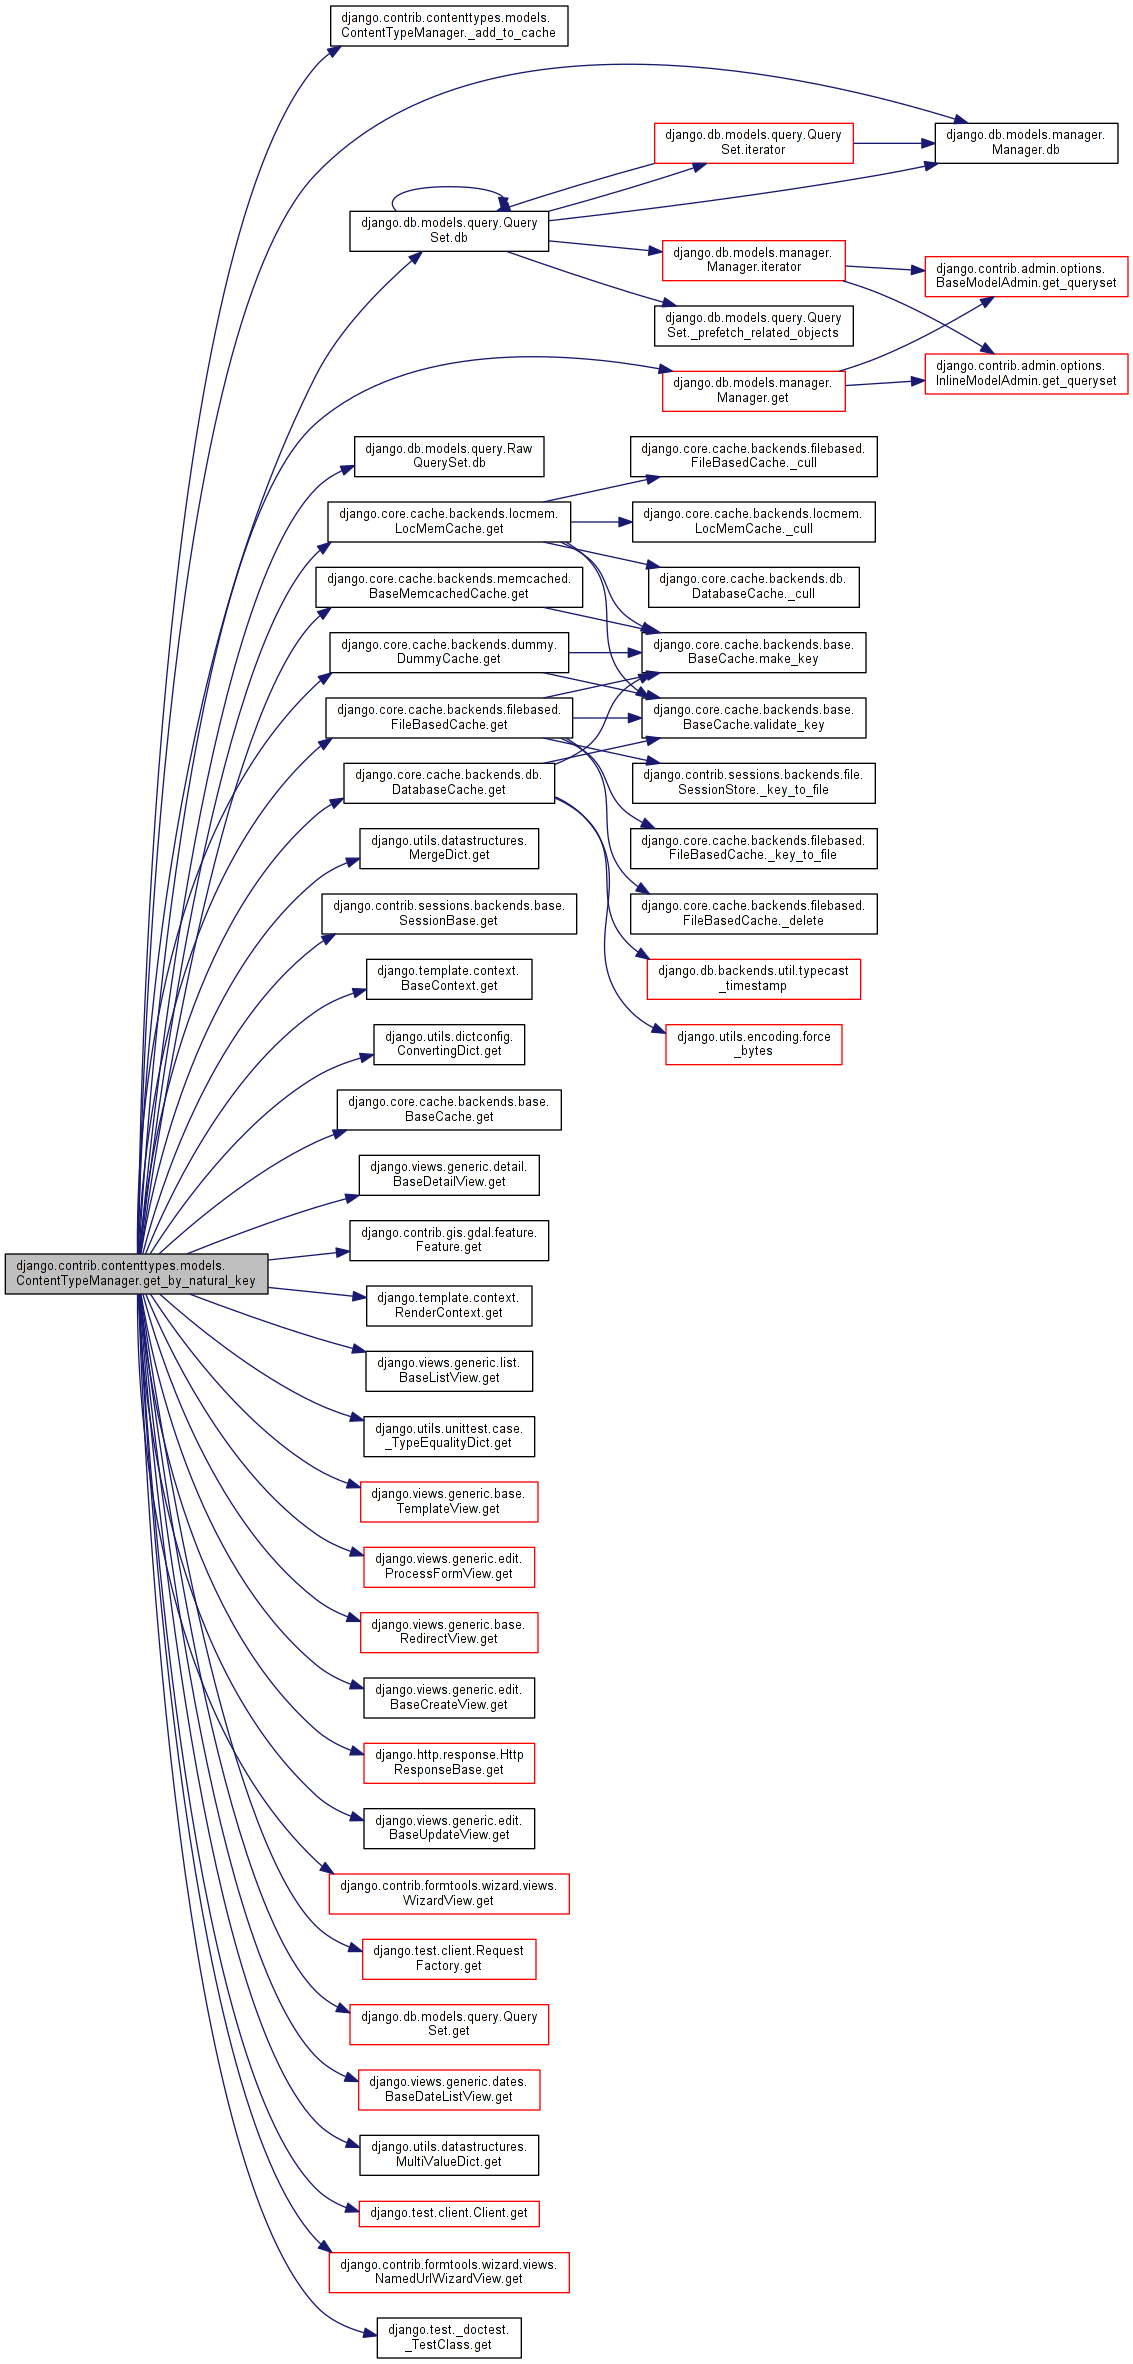 django.contrib.contenttypes.models.
ContentTypeManager._add_to_cache
django.db.models.query.Query
Set.iterator
django.db.models.manager.
Manager.db
django.db.models.query.Query
Set.db
django.db.models.manager.
Manager.iterator
django.contrib.admin.options.
BaseModelAdmin.get_queryset
django.db.models.query.Query
Set._prefetch_related_objects
django.contrib.admin.options.
InlineModelAdmin.get_queryset
django.db.models.manager.
Manager.get
django.db.models.query.Raw
QuerySet.db
django.core.cache.backends.filebased.
FileBasedCache._cull
django.core.cache.backends.locmem.
LocMemCache.get
django.core.cache.backends.locmem.
LocMemCache._cull
django.core.cache.backends.memcached.
BaseMemcachedCache.get
django.core.cache.backends.db.
DatabaseCache._cull
django.core.cache.backends.dummy.
DummyCache.get
django.core.cache.backends.base.
BaseCache.make_key
django.core.cache.backends.filebased.
FileBasedCache.get
django.core.cache.backends.base.
BaseCache.validate_key
django.core.cache.backends.db.
DatabaseCache.get
django.contrib.sessions.backends.file.
SessionStore._key_to_file
django.utils.datastructures.
MergeDict.get
django.core.cache.backends.filebased.
FileBasedCache._key_to_file
django.contrib.sessions.backends.base.
SessionBase.get
django.core.cache.backends.filebased.
FileBasedCache._delete
django.template.context.
BaseContext.get
django.db.backends.util.typecast
_timestamp
django.utils.dictconfig.
ConvertingDict.get
django.utils.encoding.force
_bytes
django.core.cache.backends.base.
BaseCache.get
django.views.generic.detail.
BaseDetailView.get
django.contrib.gis.gdal.feature.
Feature.get
django.contrib.contenttypes.models.
ContentTypeManager.get_by_natural_key
django.template.context.
RenderContext.get
django.views.generic.list.
BaseListView.get
django.utils.unittest.case.
_TypeEqualityDict.get
django.views.generic.base.
TemplateView.get
django.views.generic.edit.
ProcessFormView.get
django.views.generic.base.
RedirectView.get
django.views.generic.edit.
BaseCreateView.get
django.http.response.Http
ResponseBase.get
django.views.generic.edit.
BaseUpdateView.get
django.contrib.formtools.wizard.views.
WizardView.get
django.test.client.Request
Factory.get
django.db.models.query.Query
Set.get
django.views.generic.dates.
BaseDateListView.get
django.utils.datastructures.
MultiValueDict.get
django.test.client.Client.get
django.contrib.formtools.wizard.views.
NamedUrlWizardView.get
django.test._doctest.
_TestClass.get